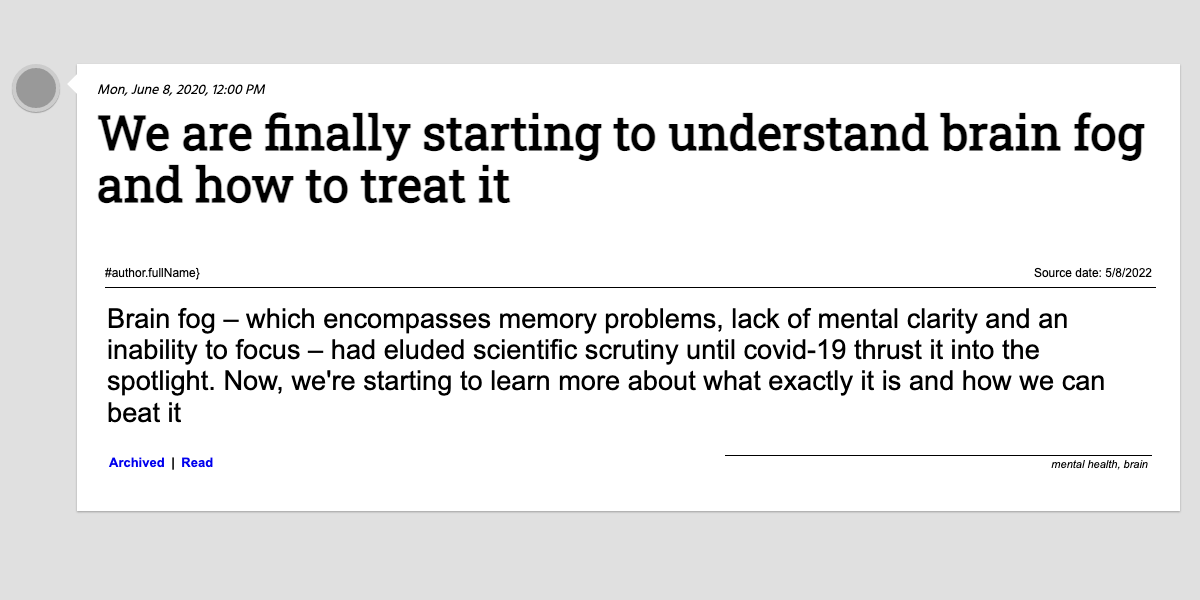 Mon, June 8, 2020, 12:00 PM
We are finally starting to understand brain fog
and how to treat it
#author.fullName}
Source date: 5/8/2022
Brain fog – which encompasses memory problems, lack of mental clarity and an
inability to focus – had eluded scientific scrutiny until covid-19 thrust it into the
spotlight. Now, we're starting to learn more about what exactly it is and how we can
beat it
Archived | Read
mental health, brain